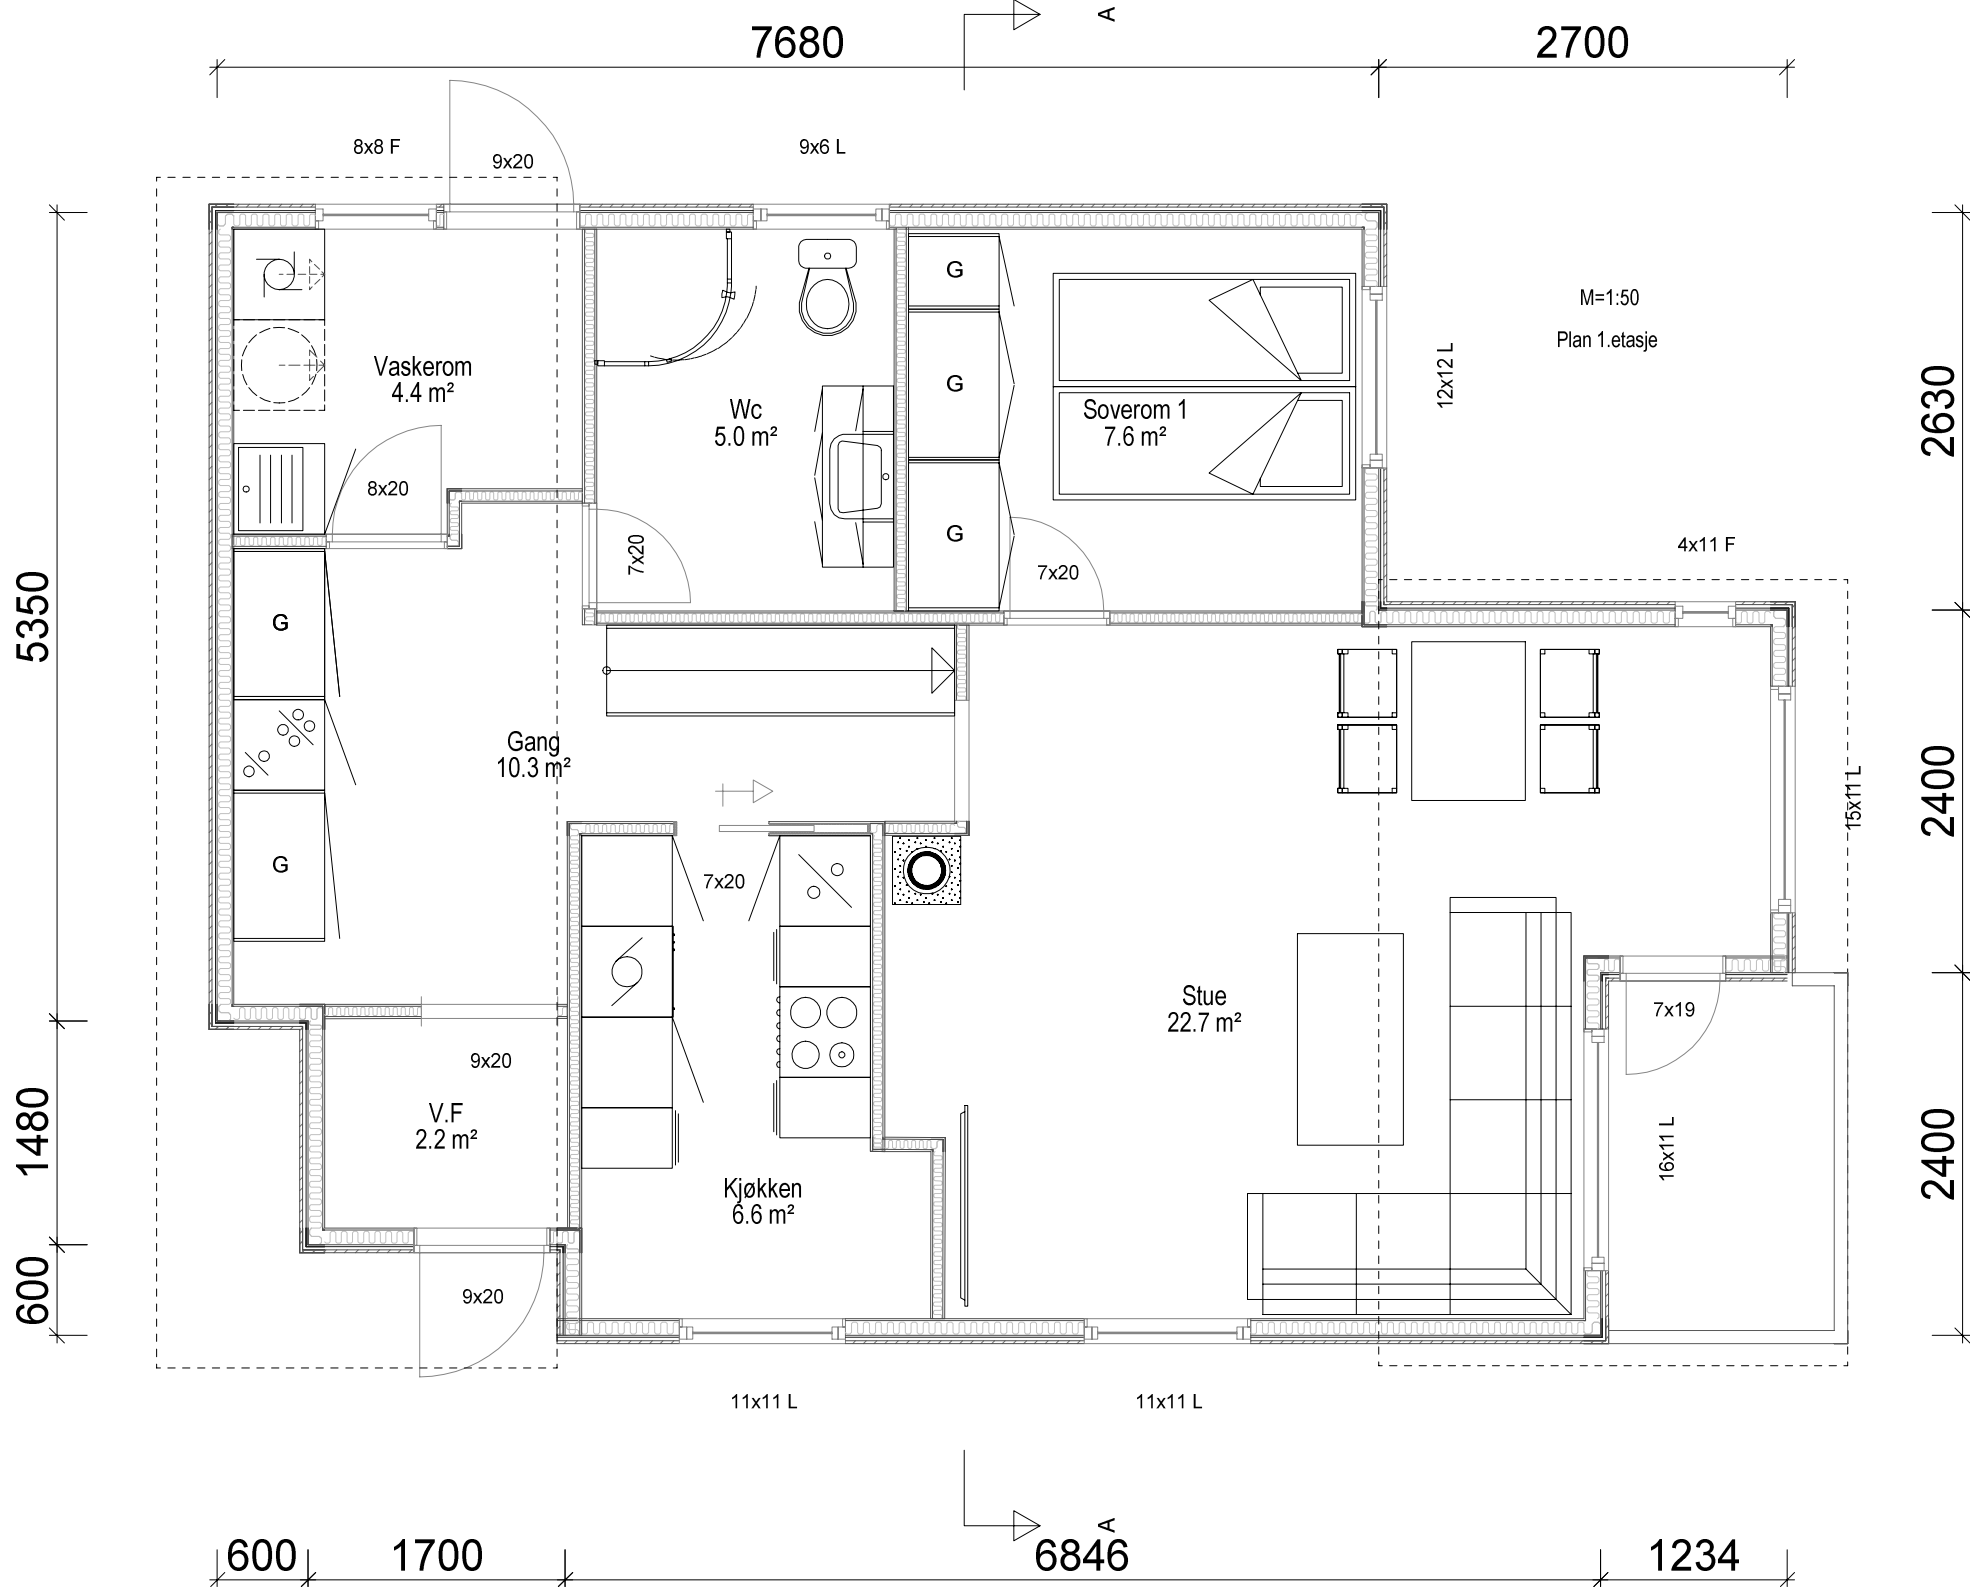 A
7680
2700
8x8 F
9x20
9x6 L
G
M=1:50
Plan 1.etasje
Vaskerom
4.4 m²
12x12 L
G
Wc
5.0 m²
Soverom 1
7.6 m²
2630
8x20
G
4x11 F
7x20
7x20
5350
G
Gang
10.3 m²
15x11 L
2400
G
7x20
Stue
22.7 m²
7x19
9x20
V.F
2.2 m²
1480
16x11 L
2400
Kjøkken
6.6 m²
600
9x20
11x11 L
11x11 L
A
600
1700
6846
1234